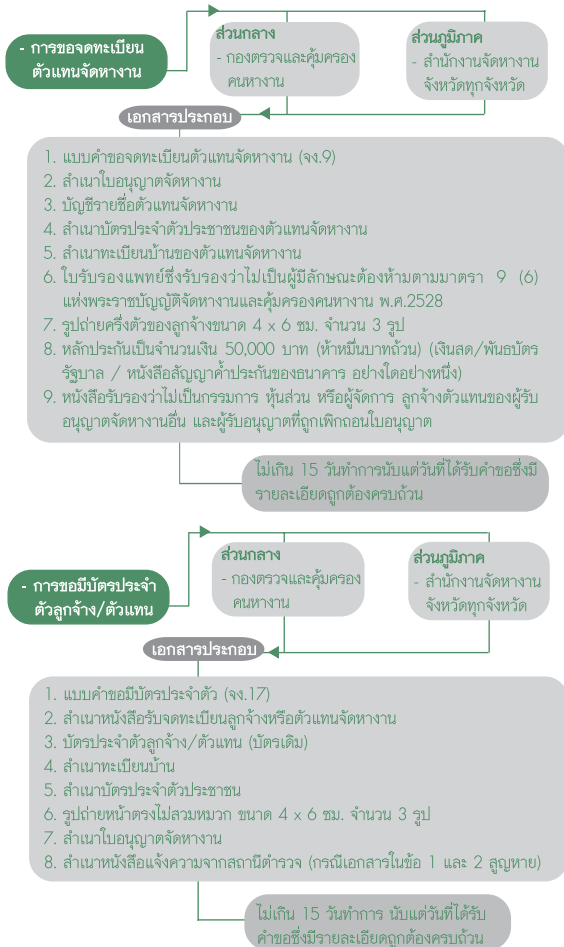 - การขอจดทะเบียน
ตัวแทนจัดหางาน
ส่วนกลาง
- กองตรวจและคุ้มครอง
คนหางาน
ส่วนภูมิภาค
- สำนักงานจัดหางาน
จังหวัดทุกจังหวัด
เอกสารประกอบ
1. แบบคำขอจดทะเบียนตัวแทนจัดหางาน (จง.9)
2. สำเนาใบอนุญาตจัดหางาน
3. บัญชีรายชื่อตัวแทนจัดหางาน
4. สำเนาบัตรประจำตัวประชาชนของตัวแทนจัดหางาน
5. สำเนาทะเบียนบ้านของตัวแทนจัดหางาน
6. ใบรับรองแพทย์ซึ่งรับรองว่าไม่เป็นผู้มีลักษณะต้องห้ามตามมาตรา 9 (6)
แห่งพระราชบัญญัติจัดหางานและคุ้มครองคนหางาน พ.ศ.2528
7. รูปถ่ายครึ่งตัวของลูกจ้างขนาด 4 x 6 ซม. จำนวน 3 รูป
8. หลักประกันเป็นจำนวนเงิน 50,000 บาท (ห้าหมื่นบาทถ้วน) (เงินสด/พันธบัตร
รัฐบาล / หนังสือสัญญาค้ำประกันของธนาคาร อย่างใดอย่างหนึ่ง)
9. หนังสือรับรองว่าไม่เป็นกรรมการ หุ้นส่วน หรือผู้จัดการ ลูกจ้างตัวแทนของผู้รับ
อนุญาตจัดหางานอื่น และผู้รับอนุญาตที่ถูกเพิกถอนใบอนุญาต
ไม่เกิน 15 วันทำการนับแต่วันที่ได้รับคำขอซึ่งมี
รายละเอียดถูกต้องครบถ้วน
- การขอมีบัตรประจำ
ตัวลูกจ้าง/ตัวแทน
ส่วนกลาง
- กองตรวจและคุ้มครอง
คนหางาน
ส่วนภูมิภาค
- สำนักงานจัดหางาน
จังหวัดทุกจังหวัด
เอกสารประกอบ
1. แบบคำขอมีบัตรประจำตัว (จง.17)
2. สำเนาหนังสือรับจดทะเบียนลูกจ้างหรือตัวแทนจัดหางาน
3. บัตรประจำตัวลูกจ้าง/ตัวแทน (บัตรเดิม)
4. สำเนาทะเบียนบ้าน
5. สำเนาบัตรประจำตัวประชาชน
6. รูปถ่ายหน้าตรงไม่สวมหมวก ขนาด 4 x 6 ซม. จำนวน 3 รูป
7. สำเนาใบอนุญาตจัดหางาน
8. สำเนาหนังสือแจ้งความจากสถานีตำรวจ (กรณีเอกสารในข้อ 1 และ 2 สูญหาย)
ไม่เกิน 15 วันทำการ นับแต่วันที่ได้รับ
คำขอซึ่งมีรายละเอียดถูกต้องครบถ้วน